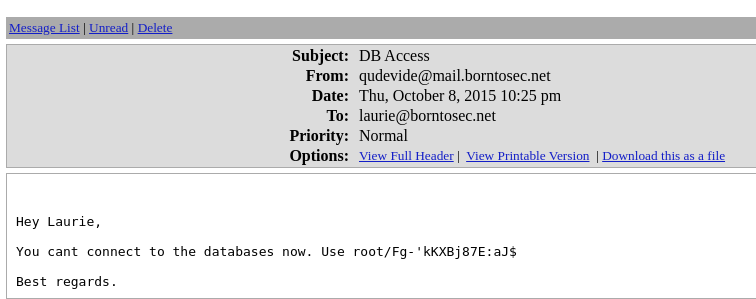 Message List | Unread | Delete
Subject: DB Access
From: qudevide@mail.borntosec.net
Date: Thu, October 8, 2015 10:25 pm
To: laurie@borntosec.net
Priority: Normal
Options: View Full Header | View Printable Version | Download this as a file
Hey Laurie,
You cant connect to the databases now. Use root/Fg-'kKXBj87E:aJ$
Best regards.